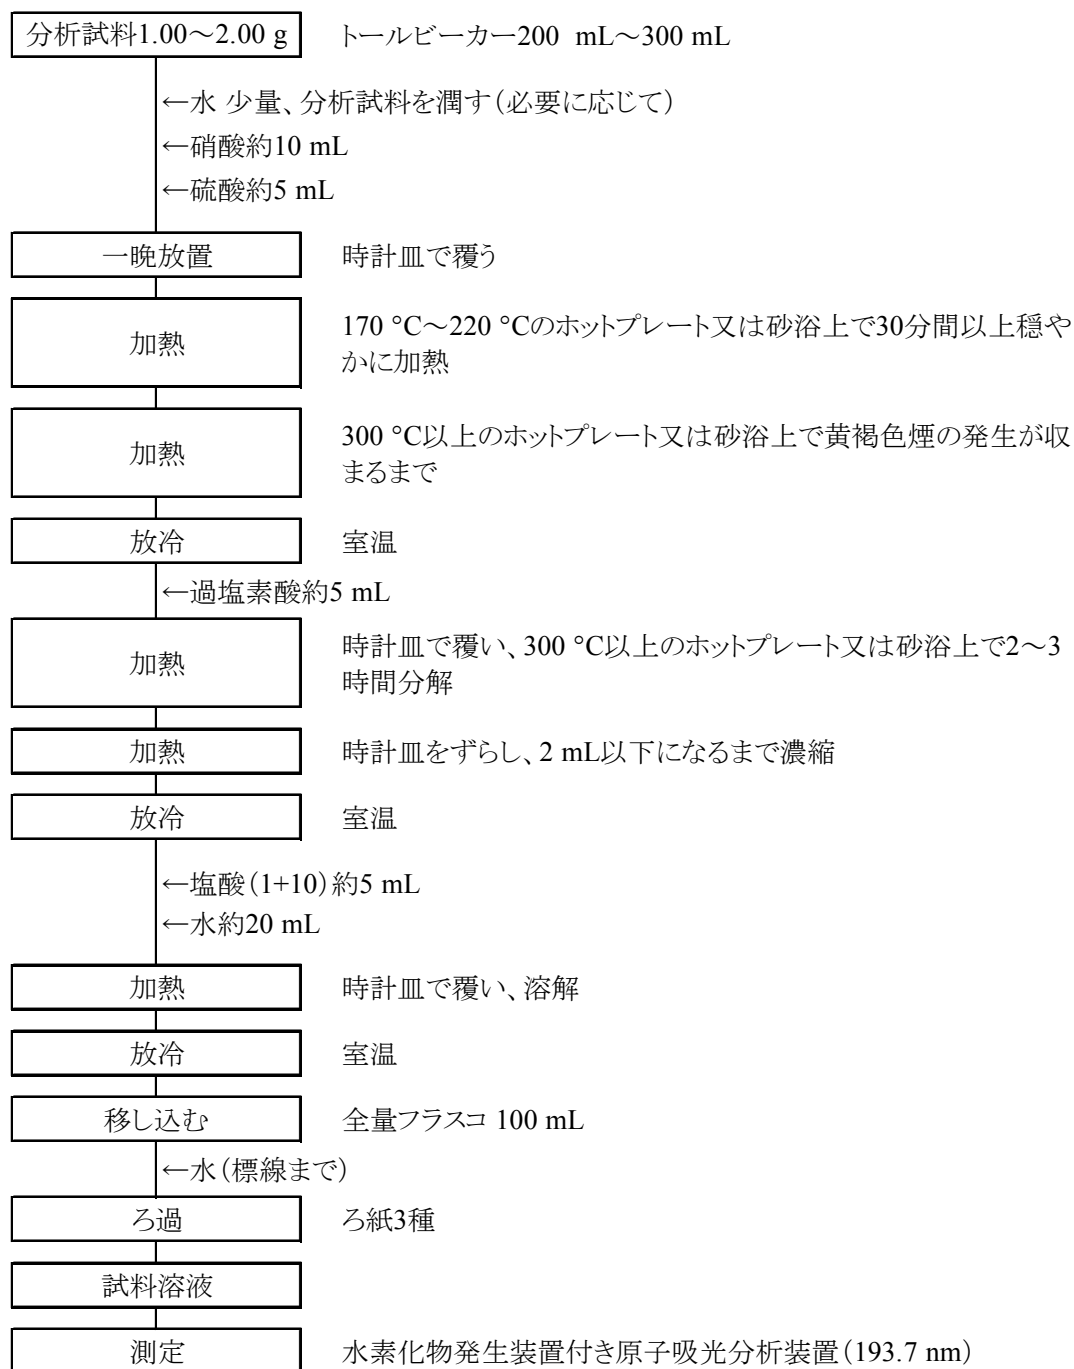 分析試料1.00～2.00 g トールビーカー200 mL～300 mL
←水 少量、分析試料を潤す（必要に応じて）
←硝酸約10 mL
←硫酸約5 mL
一晩放置 時計皿で覆う
加熱 170 °C～220 °Cのホットプレート又は砂浴上で30分間以上穏や
かに加熱
加熱 300 °C以上のホットプレート又は砂浴上で黄褐色煙の発生が収
まるまで
放冷 室温
←過塩素酸約5 mL
加熱 時計皿で覆い、300 °C以上のホットプレート又は砂浴上で2～3
時間分解
加熱 時計皿をずらし、2 mL以下になるまで濃縮
放冷 室温
←塩酸（1+10）約5 mL
←水約20 mL
加熱 時計皿で覆い、溶解
放冷 室温
移し込む 全量フラスコ 100 mL
←水（標線まで）
ろ過 ろ紙3種
試料溶液
測定 水素化物発生装置付き原子吸光分析装置（193.7 nm）